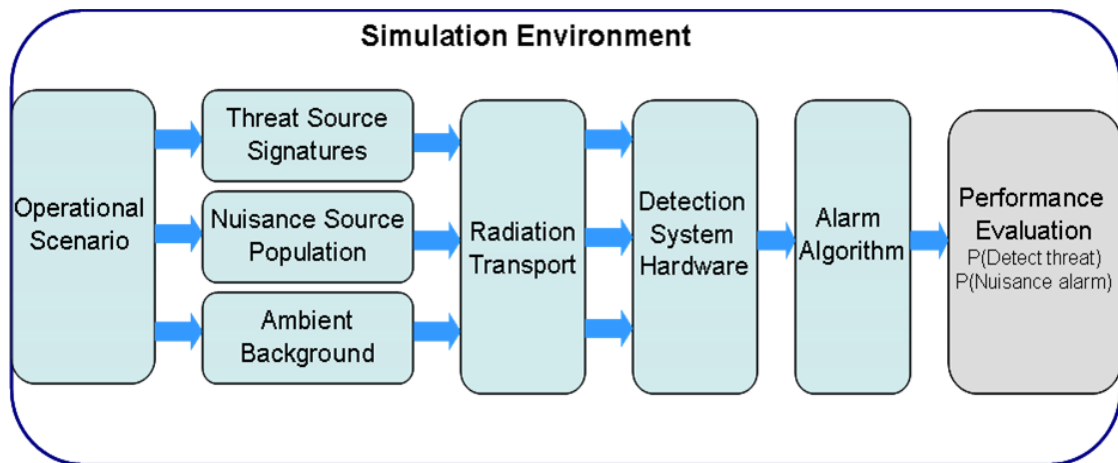 Simulation Environment
Operational
Scenario
Threat Source
Signatures
Nuisance Source
Population
Ambient
Background
Radiation
Transport
Detection
System
Hardware
Alarm
Algorithm
Performance
Evaluation
P(Detect threat)
P(Nuisance alarm)